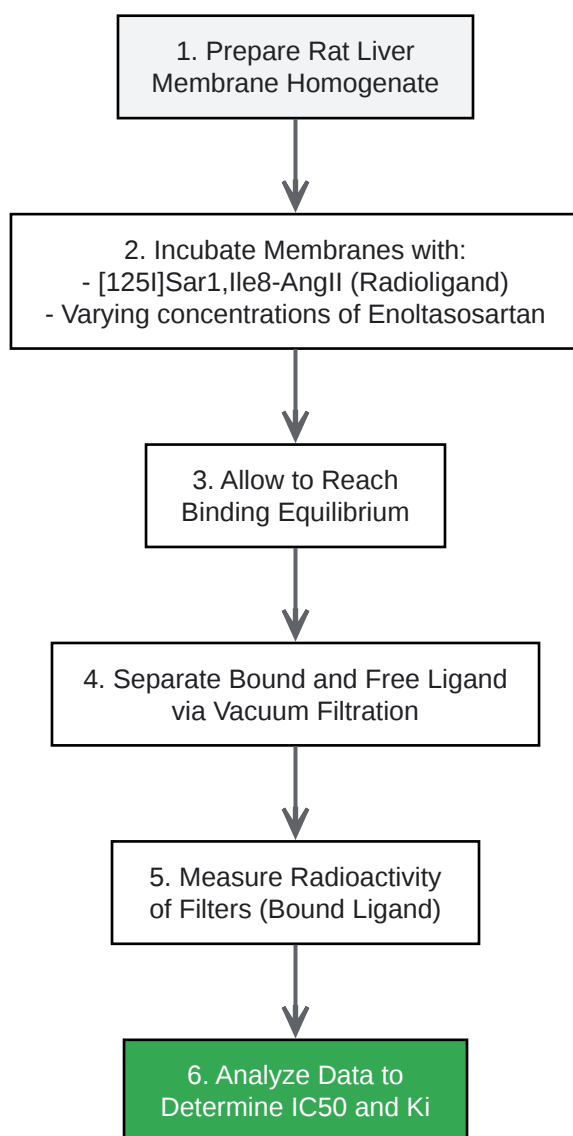 1. Prepare Rat Liver
Membrane Homogenate
2. Incubate Membranes with:
- [125I]Sar1,Ile8-AngII (Radioligand)
- Varying concentrations of Enoltasosartan
3. Allow to Reach
Binding Equilibrium
4. Separate Bound and Free Ligand
via Vacuum Filtration
5. Measure Radioactivity
of Filters (Bound Ligand)
6. Analyze Data to
Determine IC50 and Ki